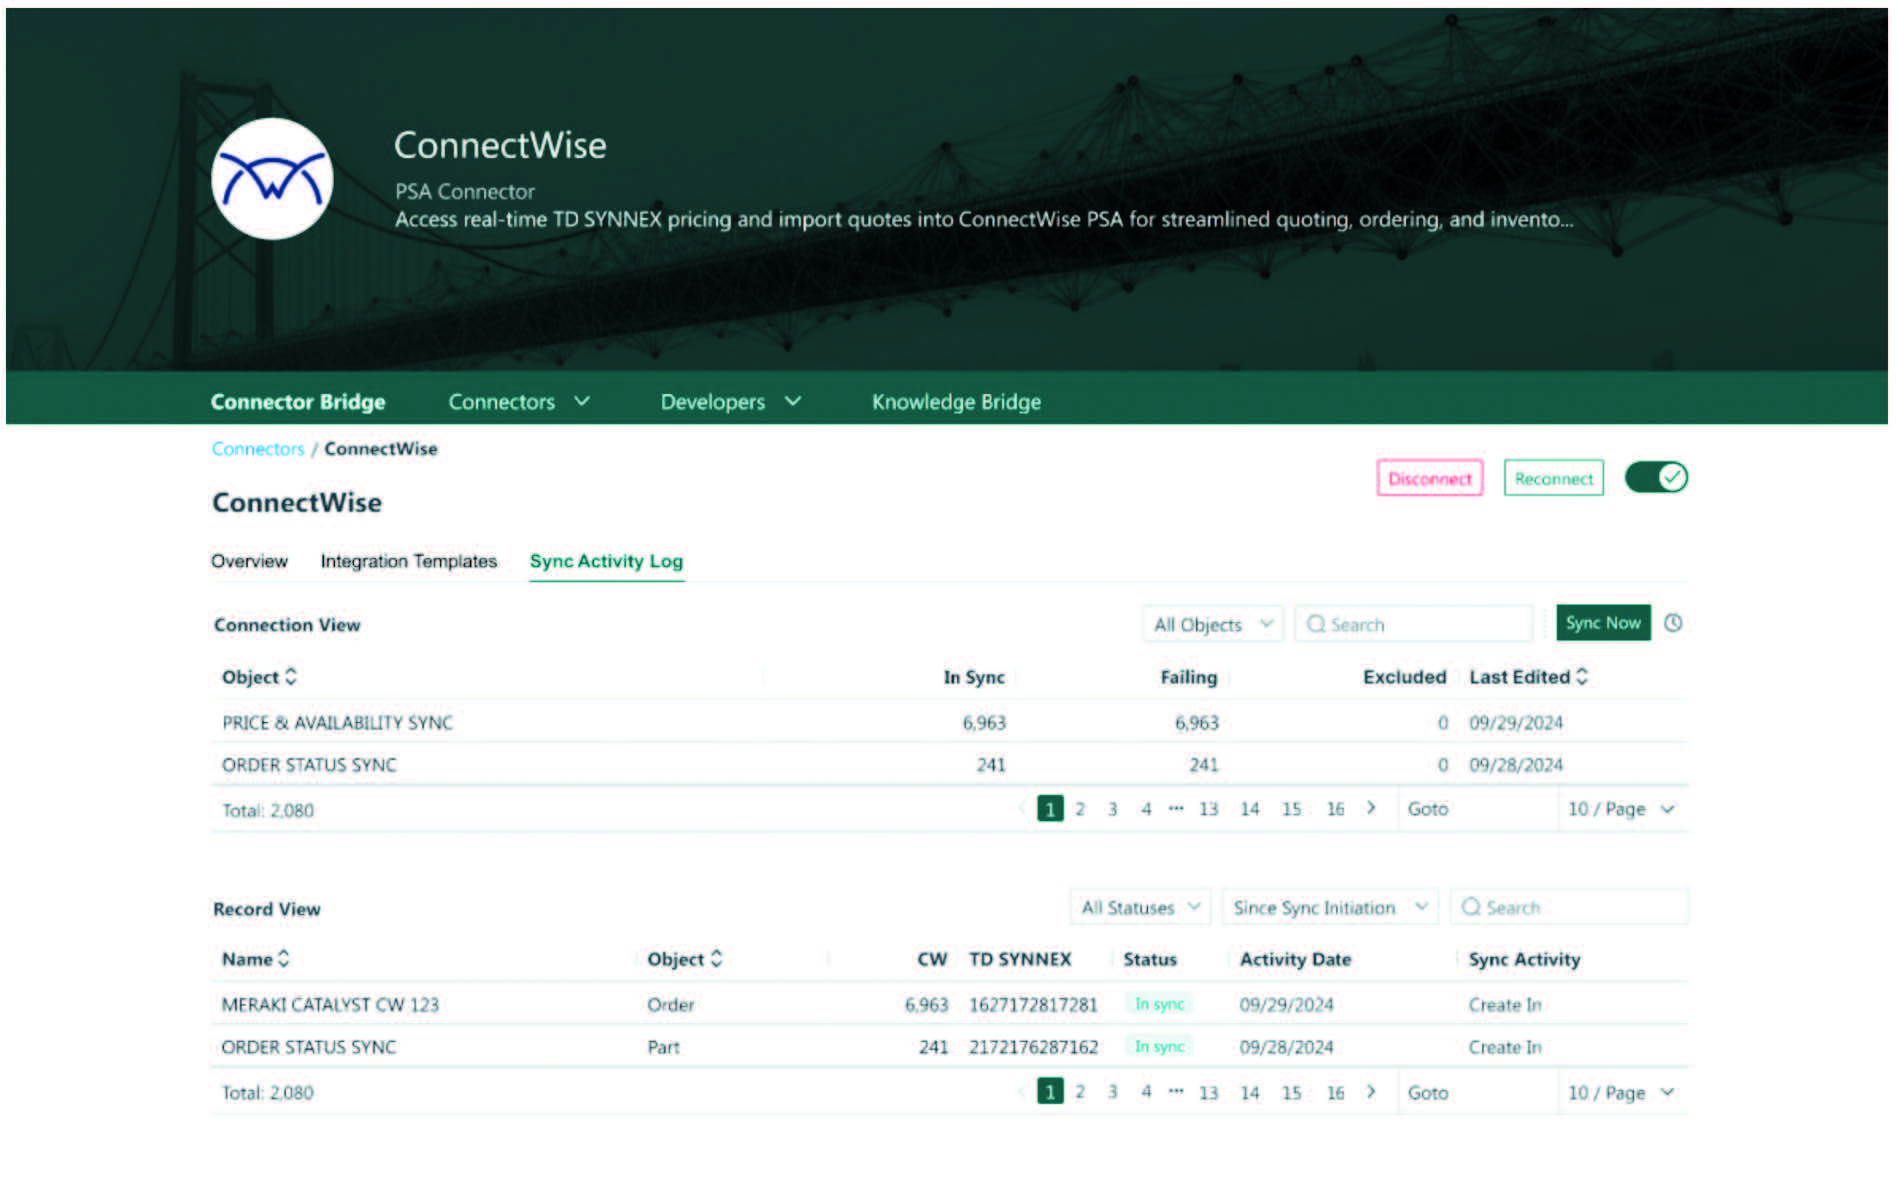 ConnectWise
PSA Connector
Access real-time TD SYNNEX pricing and import quotes into ConnectWise PSA for streamlined quoting, ordering, and invento...
Connector Bridge Connectors Developers Knowledge Bridge
Connectors / ConnectWise
Disconnect Reconnect
ConnectWise
Overview Integration Templates Sync Activity Log
Connection View All Objects Search Sync Now
Object In Sync Failing Excluded Last Edited
PRICE & AVAILABILITY SYNC 6,963 6,963 0 09/29/2024
ORDER STATUS SYNC 241 241 0 09/28/2024
Total: 2,080 1 2 3 4 ••• 13 14 15 16 > Goto 10 / Page
Record View All Statuses Since Sync Initiation Search
Name Object CW TD SYNNEX Status Activity Date Sync Activity
MERAKI CATALYST CW 123 Order 6,963 1627172817281 In sync 09/29/2024 Create In
ORDER STATUS SYNC Part 241 2172176287162 In sync 09/28/2024 Create In
Total: 2,080 1 2 3 4 ••• 13 14 15 16 > Goto 10 / Page